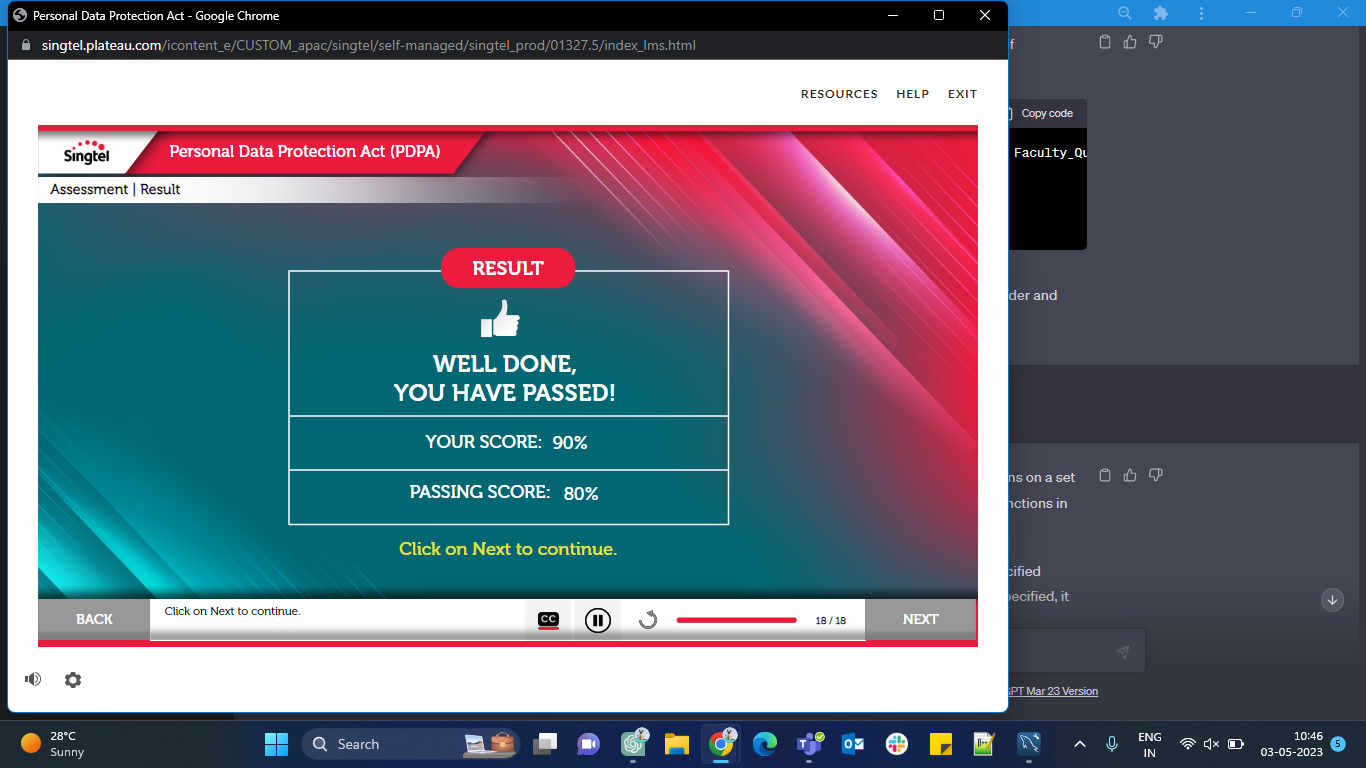 Personal Data Protection Act - Google Chrome
singtel.plateau.com/icontent_e/CUSTOM_apac/singtel/self-managed/singtel_prod/01327.5/index_lms.html
RESOURCES HELP EXIT
Singtel
Personal Data Protection Act (PDPA)
Assessment | Result
RESULT
WELL DONE,
YOU HAVE PASSED!
YOUR SCORE: 90%
PASSING SCORE: 80%
Click on Next to continue.
BACK
Click on Next to continue.
CC
18 / 18
NEXT
Copy code
Faculty_Qu
der and
ns on a set
nctions in
cified
pecified, it
GPT Mar 23 Version
28°C
Sunny
Search
ENG
IN
10:46
03-05-2023
5